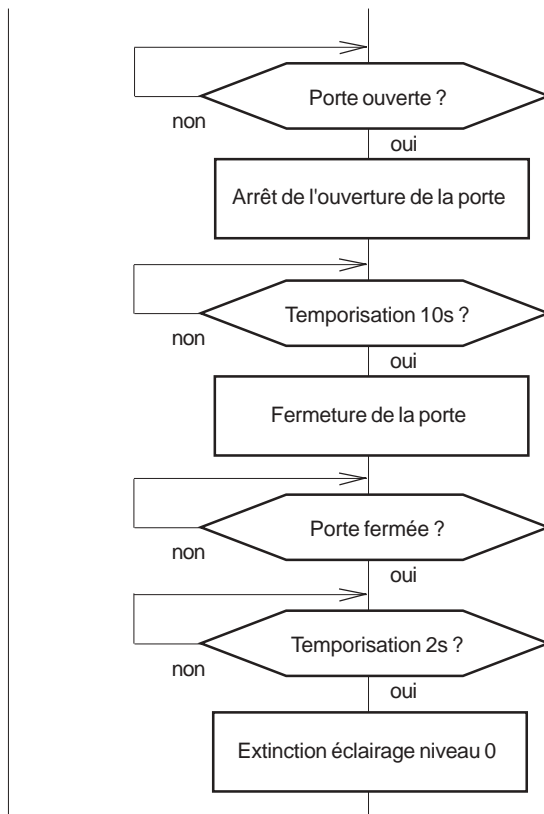 Porte ouverte ?
non
oui
Arrêt de l'ouverture de la porte
Temporisation 10s ?
non
oui
Fermeture de la porte
Porte fermée ?
non
oui
Temporisation 2s ?
non
oui
Extinction éclairage niveau 0